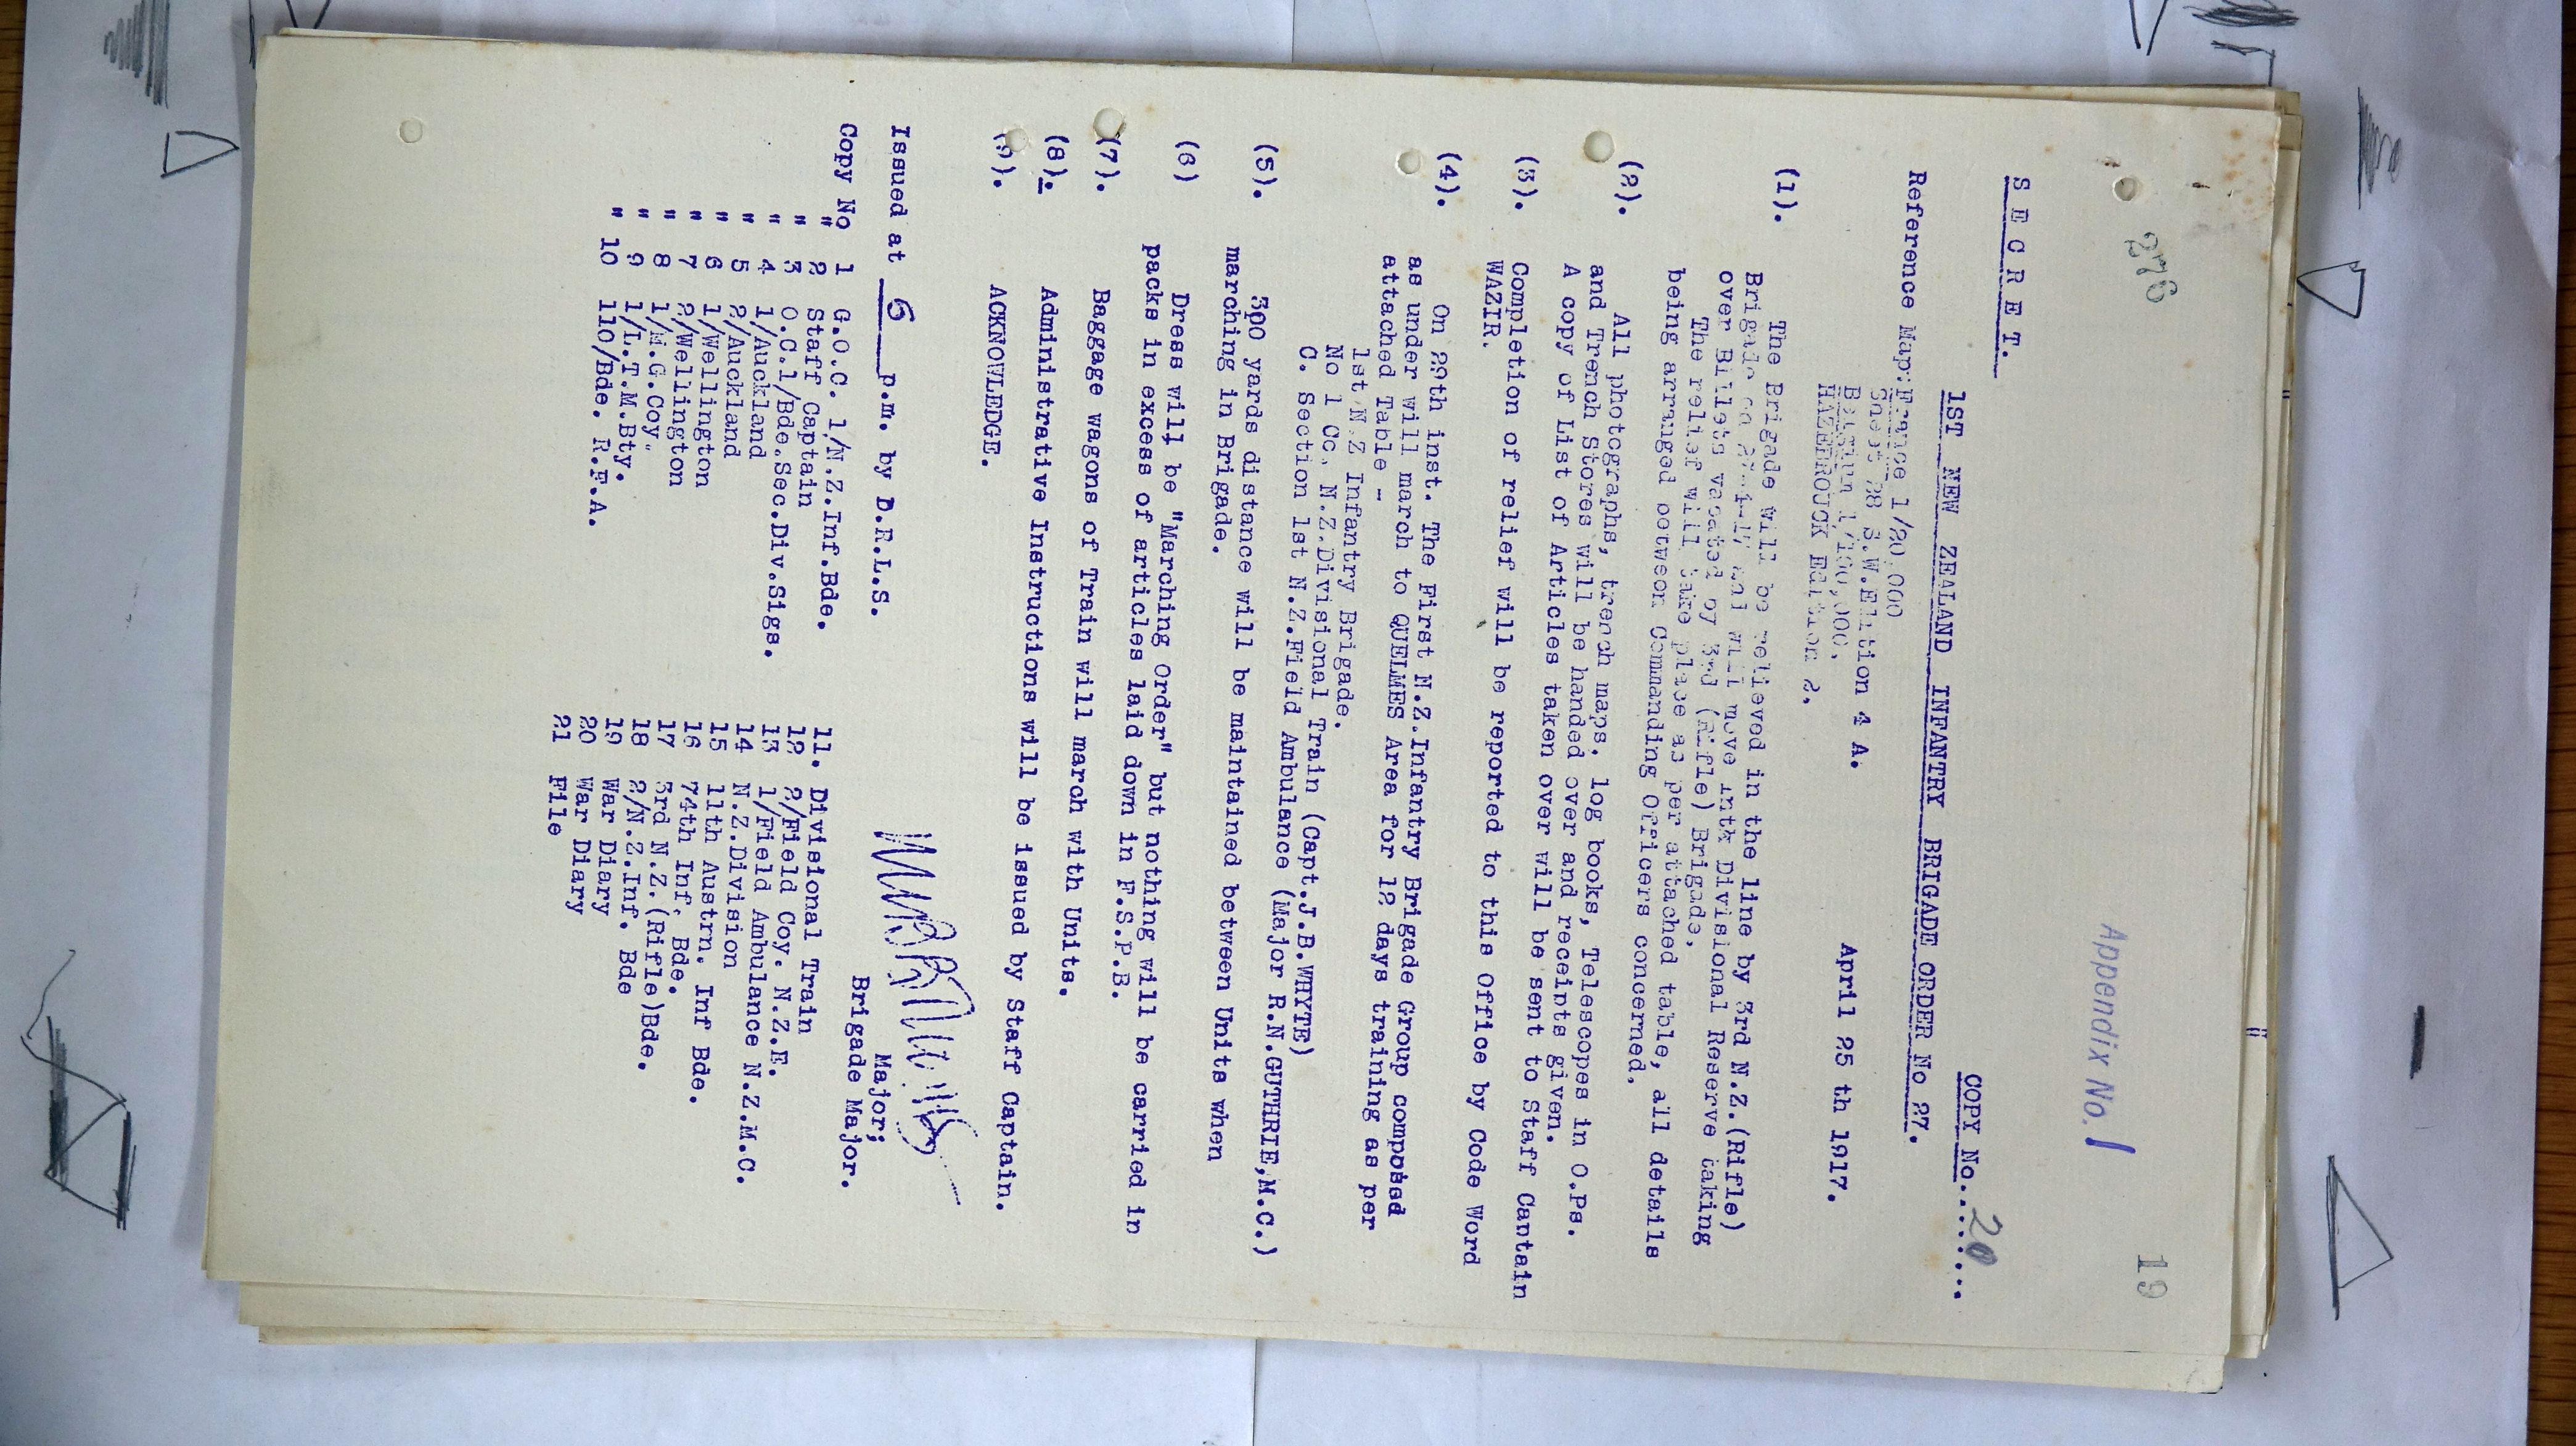 276
19
Appendix No. 1
S E C R E T.
COPY No. 20
1ST NEW ZEALAND INFANTRY BRIGADE ORDER No 27.
Reference Map: France 1/20,000
Sheet 28 S.W. Edition 4 A.
Belgium 1/100,000.
HAZEBROUCK Edition 2.
April 25 th 1917.
(1). The Brigade will be relieved in the line by 3rd N.Z.(Rifle)
Brigade on and will move into Divisional Reserve taking
over Billets vacated by 3rd (Rifle) Brigade.
The relief will take place as per attached table, all details
being arranged between Commanding Officers concerned.
(2). All photographs, trench maps, log books, Telescopes in O.Ps.
and Trench Stores will be handed over and receipts given.
A copy of List of Articles taken over will be sent to Staff Cantain
(3). Completion of relief will be reported to this Office by Code Word
WAZIR.
(4). On 29th inst. The First N.Z.Infantry Brigade Group composed
as under will march to QUELMES Area for 12 days training as per
attached Table -
1st N.Z Infantry Brigade.
No 1 Co. N.Z.Divisional Train (Capt.J.B.WHYTE)
C. Section 1st N.Z.Field Ambulance (Major R.N.GUTHRIE,M.C.)
(5). 300 yards distance will be maintained between Units when
marching in Brigade.
(6) Dress will be "Marching Order" but nothing will be carried in
packs in excess of articles laid down in F.S.P.B.
(7). Baggage wagons of Train will march with Units.
(8). Administrative Instructions will be issued by Staff Captain.
(9). ACKNOWLEDGE.
Major;
Brigade Major.
Issued at 6 p.m. by D.R.L.S.
Copy No 1 G.O.C. 1/N.Z.Inf.Bde.
" 2 Staff Captain
" 3 O.C.1/Bde.Sec.Div.Sigs.
" 4 1/Auckland
" 5 2/Auckland
" 6 1/Wellington
" 7 2/Wellington
" 8 1/M.G.Coy.
" 9 1/L.T.M.Bty.
" 10 110/Bde. R.F.A.
11. Divisional Train
12 2/Field Coy. N.Z.E.
13 1/Field Ambulance N.Z.M.C.
14 N.Z.Division
15 11th Austrn. Inf Bde.
16 74th Inf. Bde.
17 3rd N.Z.(Rifle)Bde.
18 2/N.Z.Inf. Bde
19 War Diary
20 War Diary
21 File